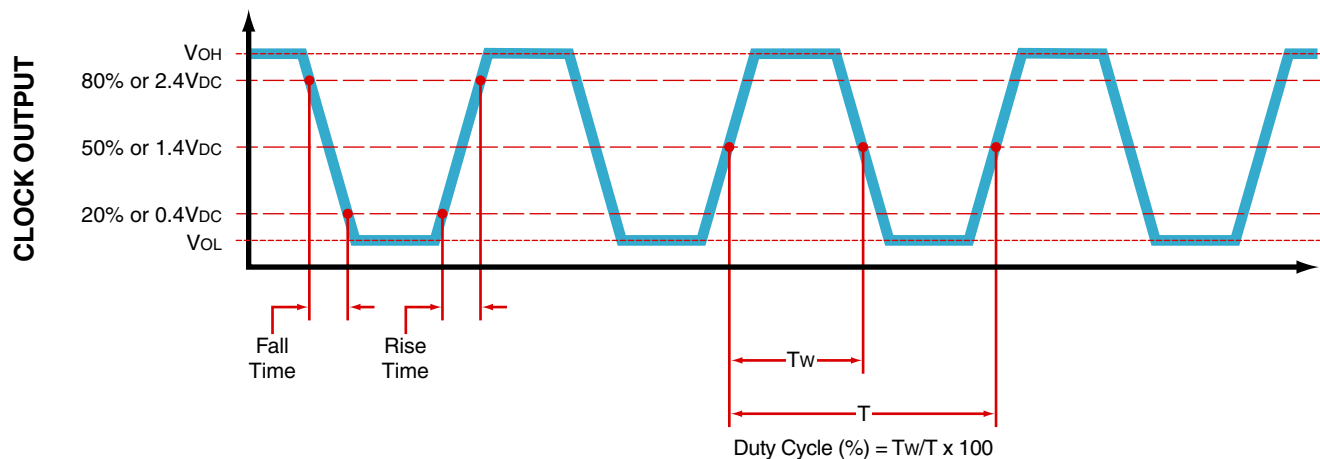 CLOCK OUTPUT
VOH
80% or 2.4VDC
50% or 1.4VDC
20% or 0.4VDC
VOL
Fall
Time
Rise
Time
TW
T
Duty Cycle (%) = TW/T x 100